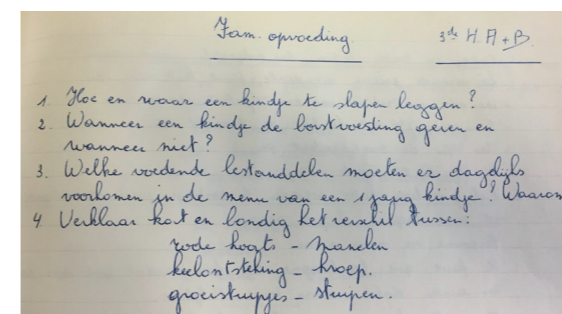 Fam. opvoeding. 3de H. A + B.
1. Hoe en waar een kindje te slapen leggen?
2. Wanneer een kindje de borstvoeding geven en
wanneer niet?
3. Welke voedende bestanddelen moeten er dagdijks
voorkomen in de menu van een 1 jarig kindje? Waarom
4. Verklaar kort en bondig het verschil tussen:
rode koorts - mazelen
keelontsteking - kroep.
groeistuipjes - stuipen.